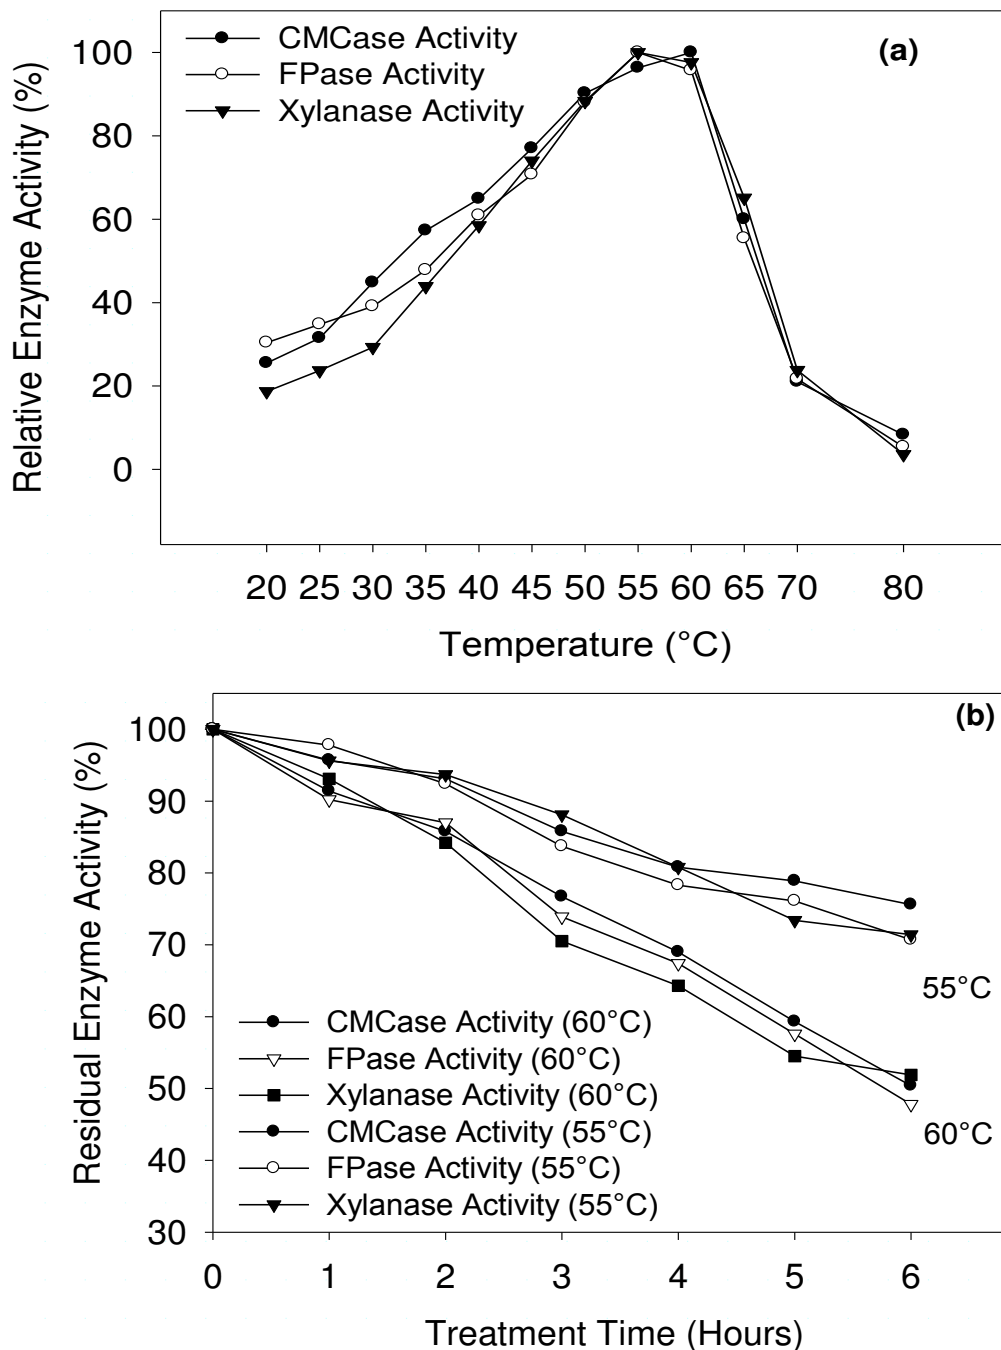 (a)
CMCase Activity
FPase Activity
Xylanase Activity
Relative Enzyme Activity (%)
100
80
60
40
20
0
20 25 30 35 40 45 50 55 60 65 70 80
Temperature (°C)
(b)
Residual Enzyme Activity (%)
100
90
80
70
60
50
40
30
55°C
60°C
CMCase Activity (60°C)
FPase Activity (60°C)
Xylanase Activity (60°C)
CMCase Activity (55°C)
FPase Activity (55°C)
Xylanase Activity (55°C)
0 1 2 3 4 5 6
Treatment Time (Hours)